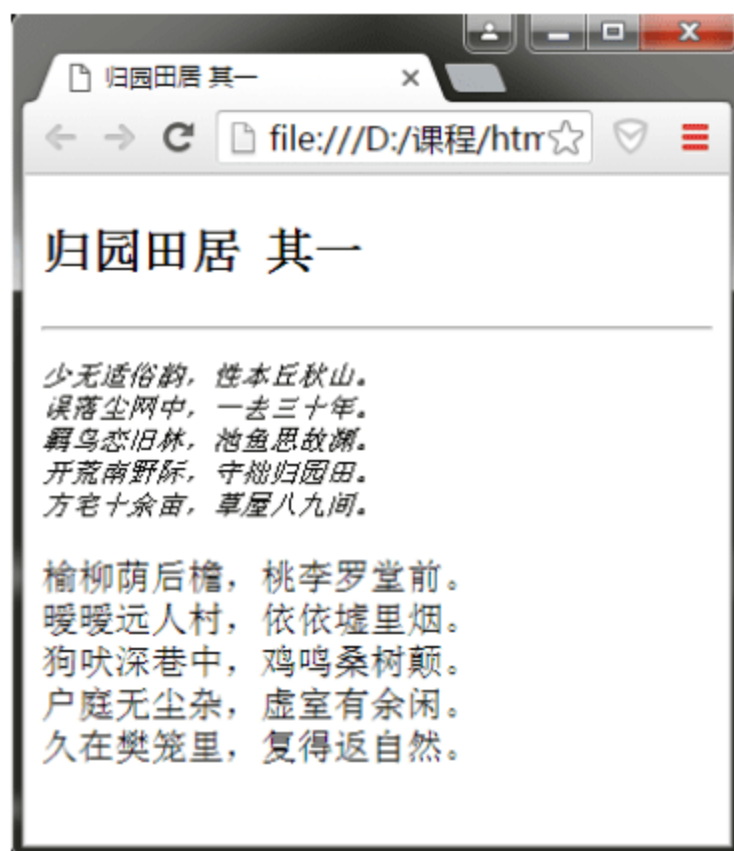 归园田居 其一
file:///D:/课程/htm
归园田居 其一
少无适俗韵，性本丘秋山。
误落尘网中，一去三十年。
羁鸟恋旧林，池鱼思故渊。
开荒南野际，守拙归园田。
方宅十余亩，草屋八九间。
榆柳荫后檐，桃李罗堂前。
暧暧远人村，依依墟里烟。
狗吠深巷中，鸡鸣桑树颠。
户庭无尘杂，虚室有余闲。
久在樊笼里，复得返自然。